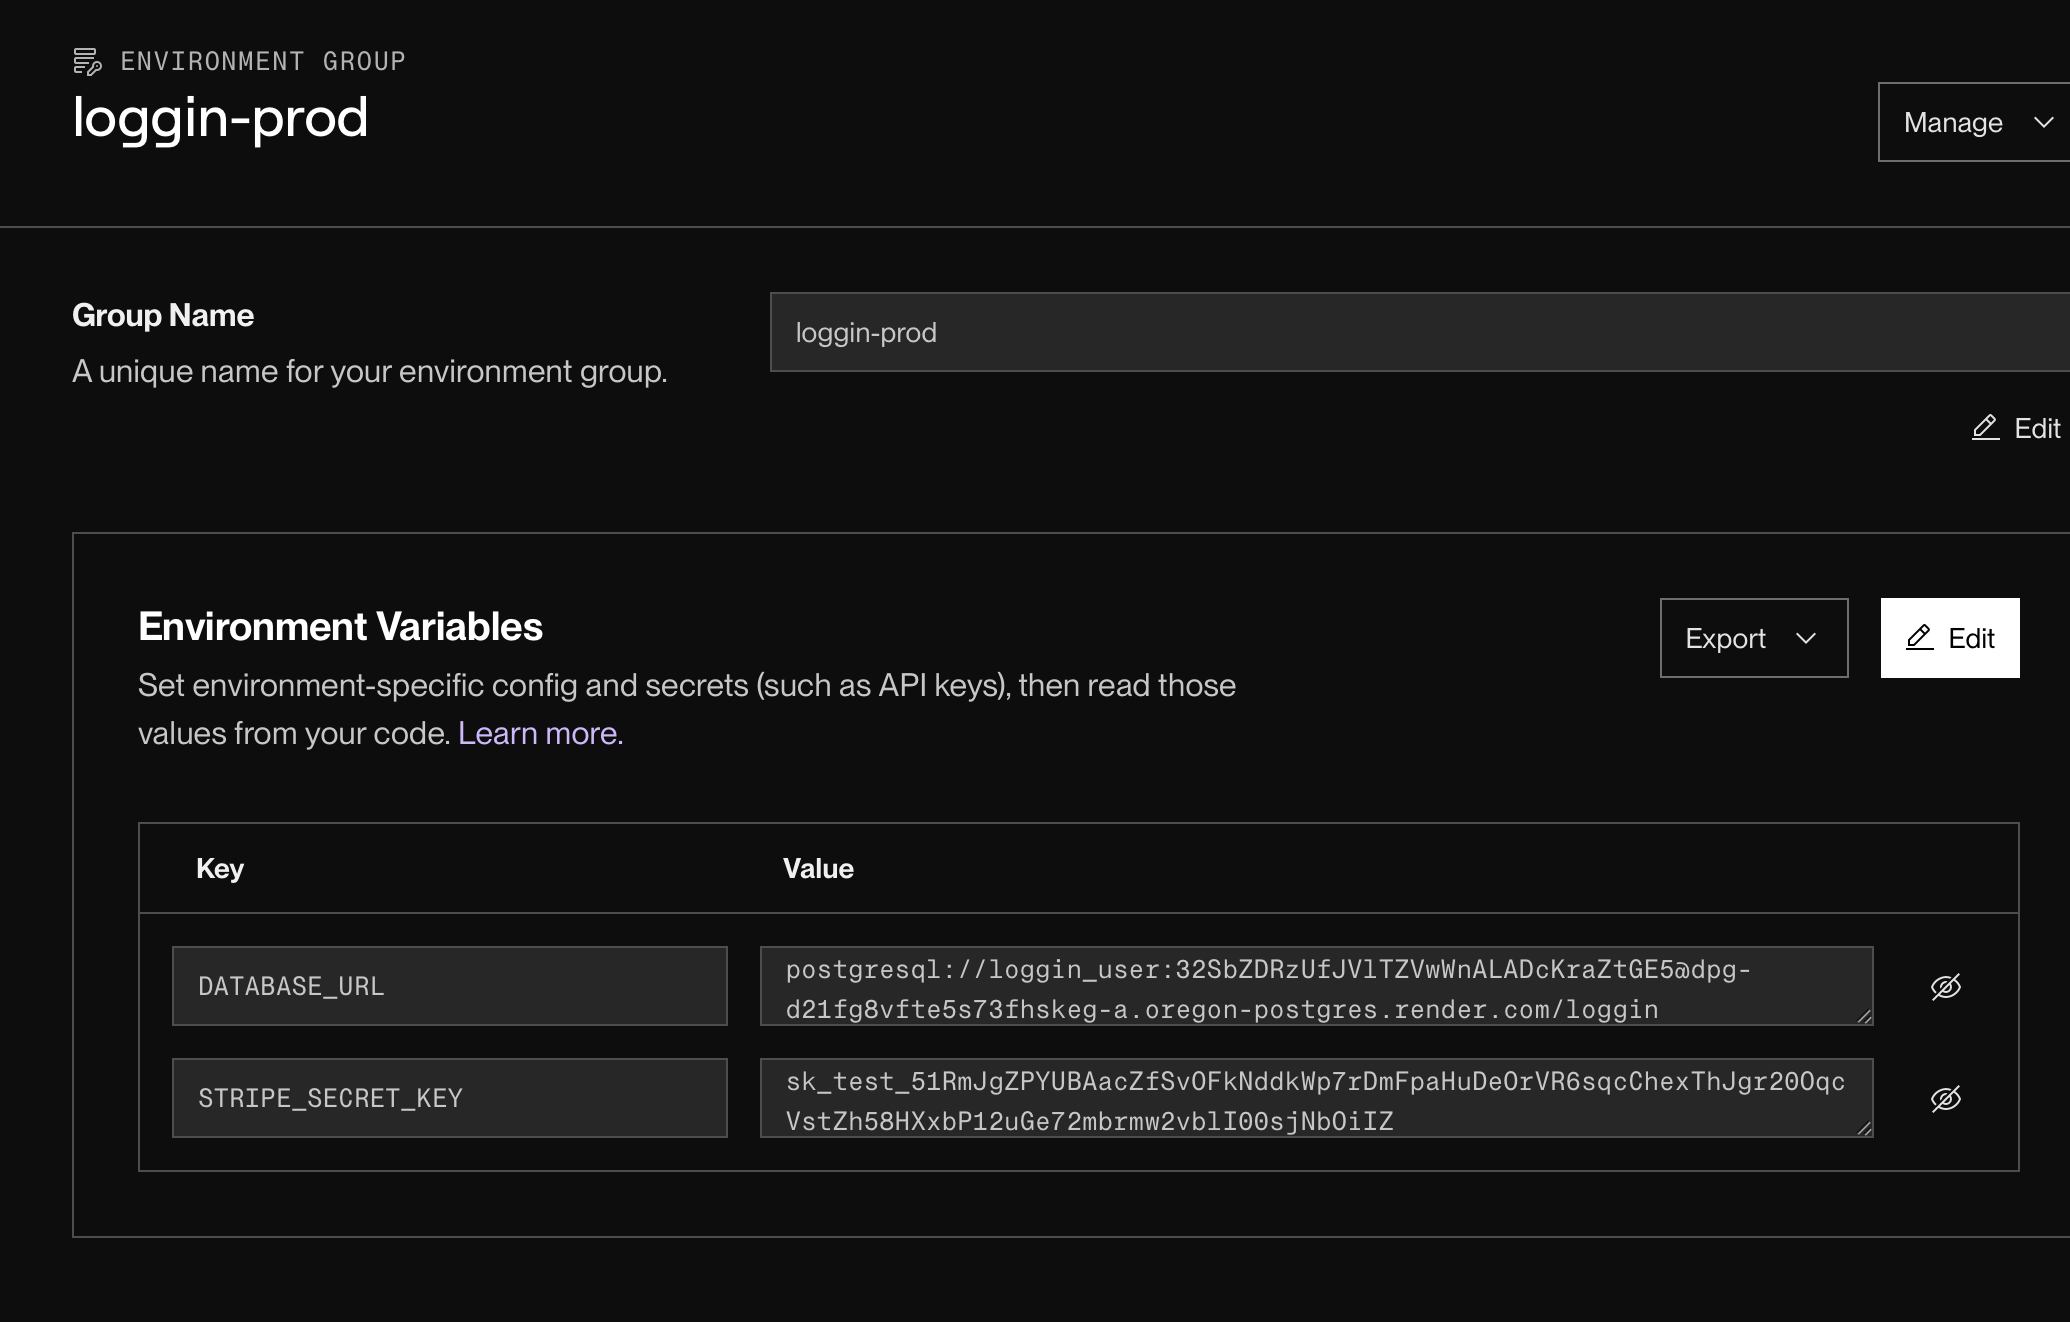 ENVIRONMENT GROUP
loggin-prod
Manage
Group Name
A unique name for your environment group.
loggin-prod
Edit
Environment Variables
Set environment-specific config and secrets (such as API keys), then read those
values from your code. Learn more.
Export
Edit
Key
Value
DATABASE_URL
postgresql://loggin_user:32SbZDRzUfJVlTZVwWnALADcKraZtGE5@dpg-
d21fg8vfte5s73fhskeg-a.oregon-postgres.render.com/loggin
STRIPE_SECRET_KEY
sk_test_51RmJgZPYUBAacZfSvOFkNddkWp7rDmFpaHuDeOrVR6sqcChexThJgr20Oqc
VstZh58HXxbP12uGe72mbrmw2vblI00sjNbOiIZ